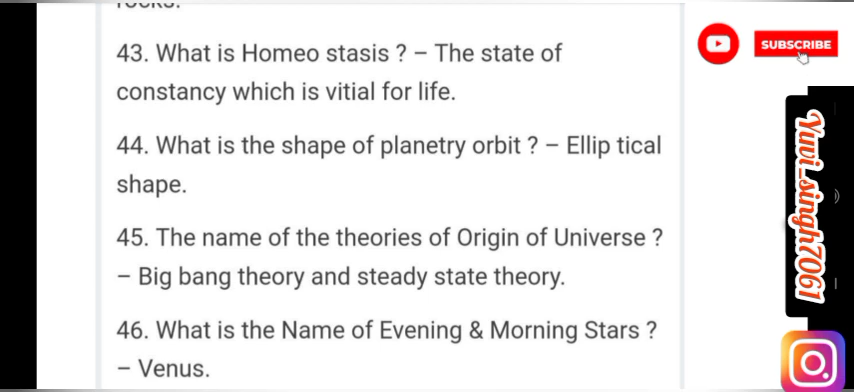 43. What is Homeo stasis ? – The state of
constancy which is vitial for life.
44. What is the shape of planetry orbit ? – Ellip tical
shape.
45. The name of the theories of Origin of Universe ?
– Big bang theory and steady state theory.
46. What is the Name of Evening & Morning Stars ?
– Venus.
SUBSCRIBE
Yuvi_singh7061